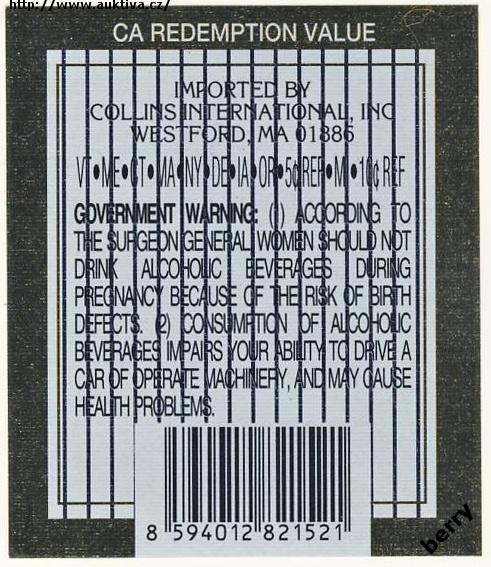 http://www.auktiva.cz/
CA REDEMPTION VALUE
IMPORTED BY
COLLINS INTERNATIONAL, INC
WESTFORD, MA 01886
VT•ME•CT•MA•NY•DE•IA•OR•5¢REF•MI•10¢REF
GOVERNMENT WARNING: (1) ACCORDING TO
THE SURGEON GENERAL, WOMEN SHOULD NOT
DRINK ALCOHOLIC BEVERAGES DURING
PREGNANCY BECAUSE OF THE RISK OF BIRTH
DEFECTS. (2) CONSUMPTION OF ALCOHOLIC
BEVERAGES IMPAIRS YOUR ABILITY TO DRIVE A
CAR OF OPERATE MACHINERY, AND MAY CAUSE
HEALTH PROBLEMS.
8 594012 821521
berry